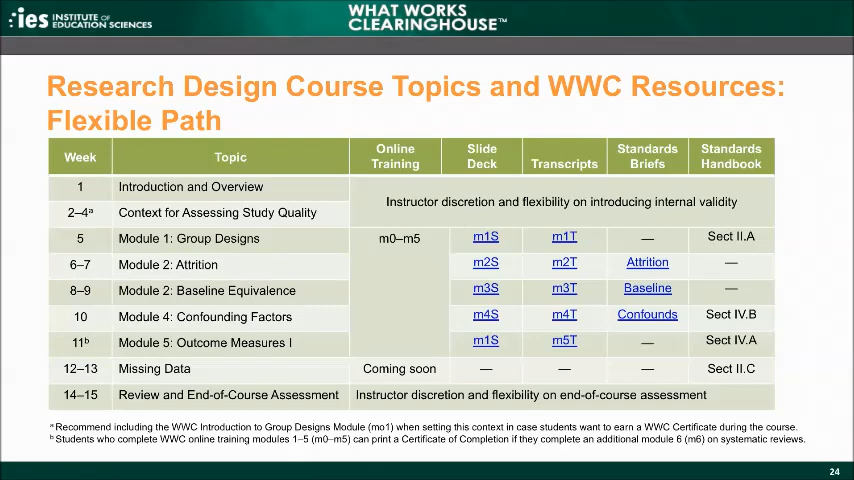 ies INSTITUTE OF
EDUCATION SCIENCES
WHAT WORKS
CLEARINGHOUSE™
Research Design Course Topics and WWC Resources:
Flexible Path
Week Topic Online Training Slide Deck Transcripts Standards Briefs Standards Handbook
1 Introduction and Overview
Instructor discretion and flexibility on introducing internal validity
2–4ᵃ Context for Assessing Study Quality
5 Module 1: Group Designs m0–m5 m1S m1T — Sect II.A
6–7 Module 2: Attrition m2S m2T Attrition —
8–9 Module 2: Baseline Equivalence m3S m3T Baseline —
10 Module 4: Confounding Factors m4S m4T Confounds Sect IV.B
11ᵇ Module 5: Outcome Measures I m1S m5T — Sect IV.A
12–13 Missing Data Coming soon — — — Sect II.C
14–15 Review and End-of-Course Assessment Instructor discretion and flexibility on end-of-course assessment
ᵃ Recommend including the WWC Introduction to Group Designs Module (mo1) when setting this context in case students want to earn a WWC Certificate during the course.
ᵇ Students who complete WWC online training modules 1–5 (m0–m5) can print a Certificate of Completion if they complete an additional module 6 (m6) on systematic reviews.
24